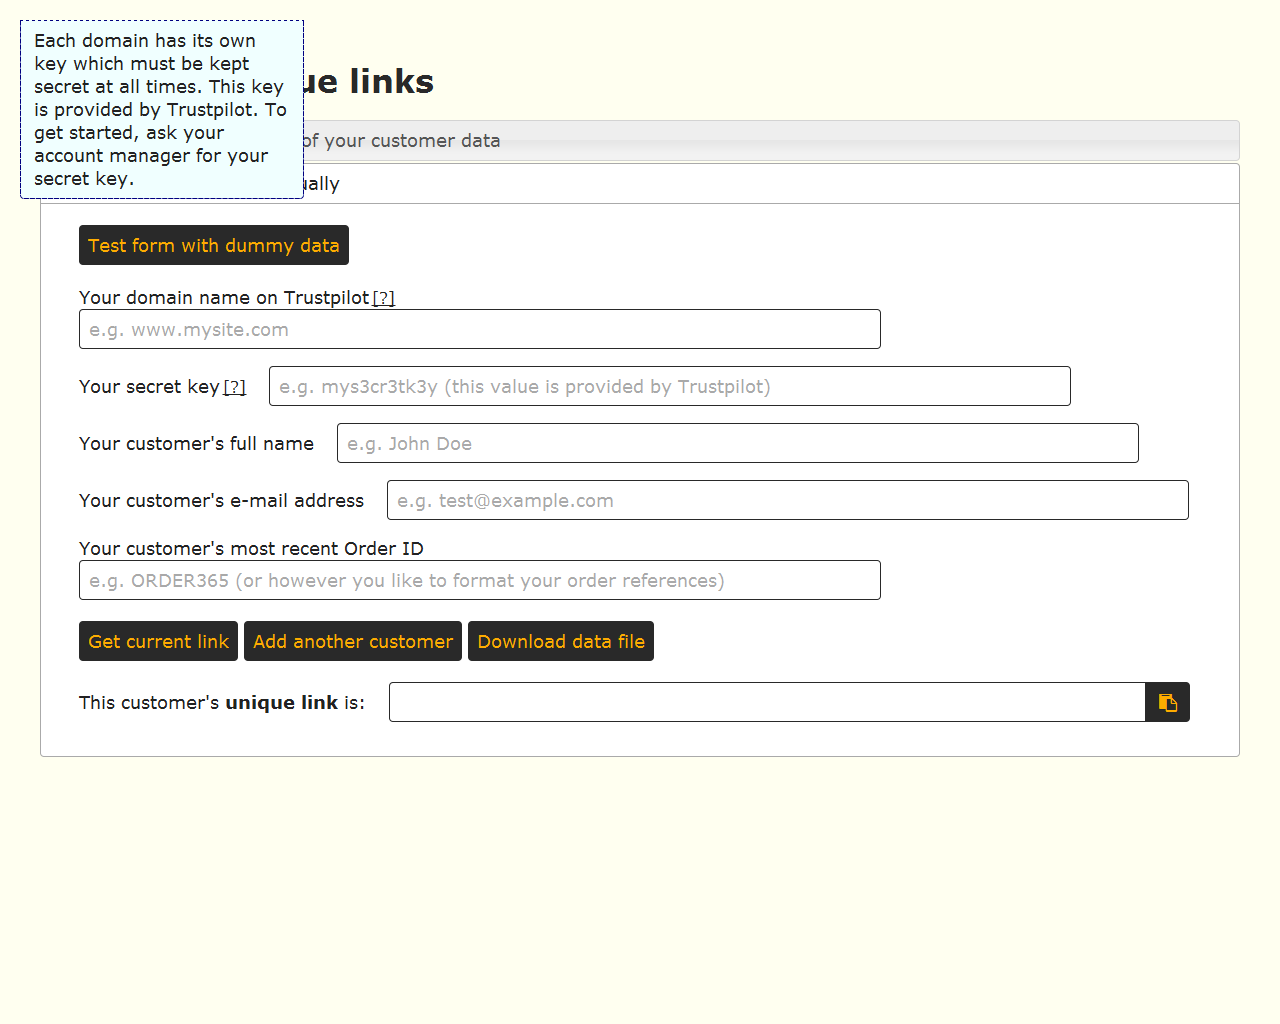 Each domain has its own
key which must be kept
secret at all times. This key
is provided by Trustpilot. To
get started, ask your
account manager for your
secret key.
links
of your customer data
Test form with dummy data
Your domain name on Trustpilot [?]
e.g. www.mysite.com
Your secret key [?] e.g. mys3cr3tk3y (this value is provided by Trustpilot)
Your customer's full name e.g. John Doe
Your customer's e-mail address e.g. test@example.com
Your customer's most recent Order ID
e.g. ORDER365 (or however you like to format your order references)
Get current link Add another customer Download data file
This customer's unique link is: